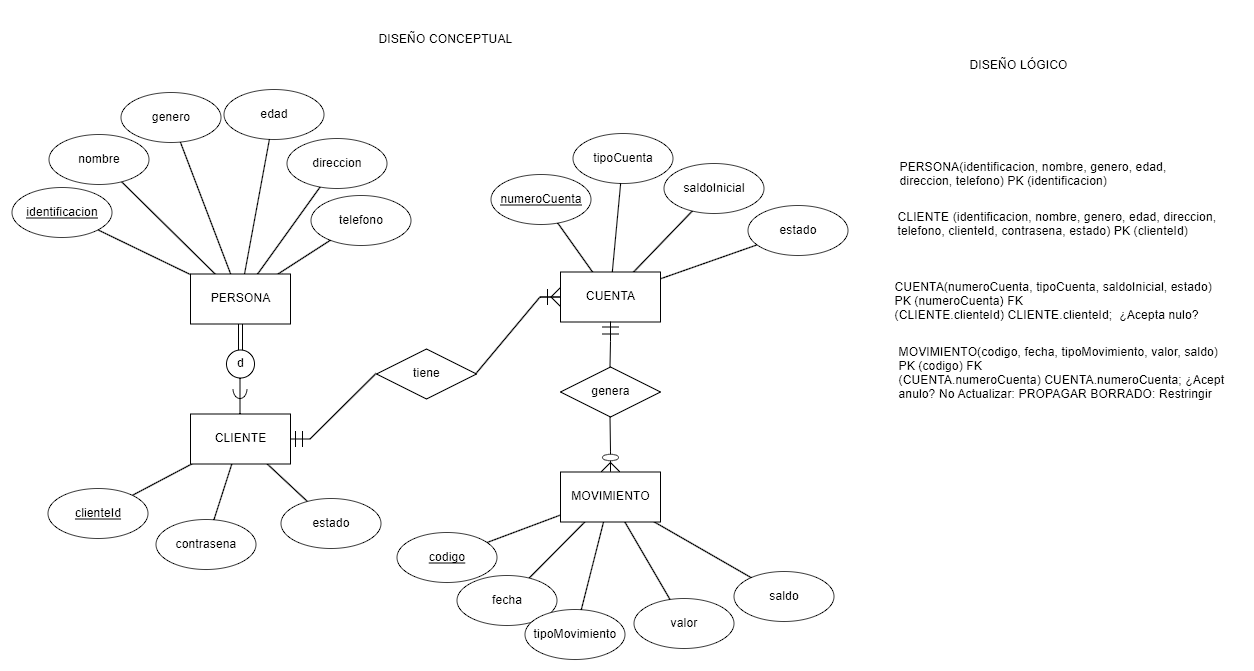 DISEÑO CONCEPTUAL
DISEÑO LÓGICO
genero
edad
nombre
direccion
identificacion
telefono
PERSONA
d
CLIENTE
clienteId
contrasena
estado
tiene
tipoCuenta
numeroCuenta
saldoInicial
estado
CUENTA
genera
MOVIMIENTO
codigo
fecha
tipoMovimiento
valor
saldo
PERSONA(identificacion, nombre, genero, edad,
direccion, telefono) PK (identificacion)
CLIENTE (identificacion, nombre, genero, edad, direccion,
telefono, clienteId, contrasena, estado) PK (clienteId)
CUENTA(numeroCuenta, tipoCuenta, saldoInicial, estado)
PK (numeroCuenta) FK
(CLIENTE.clienteId) CLIENTE.clienteId; ¿Acepta nulo?
MOVIMIENTO(codigo, fecha, tipoMovimiento, valor, saldo)
PK (codigo) FK
(CUENTA.numeroCuenta) CUENTA.numeroCuenta; ¿Acept
anulo? No Actualizar: PROPAGAR BORRADO: Restringir